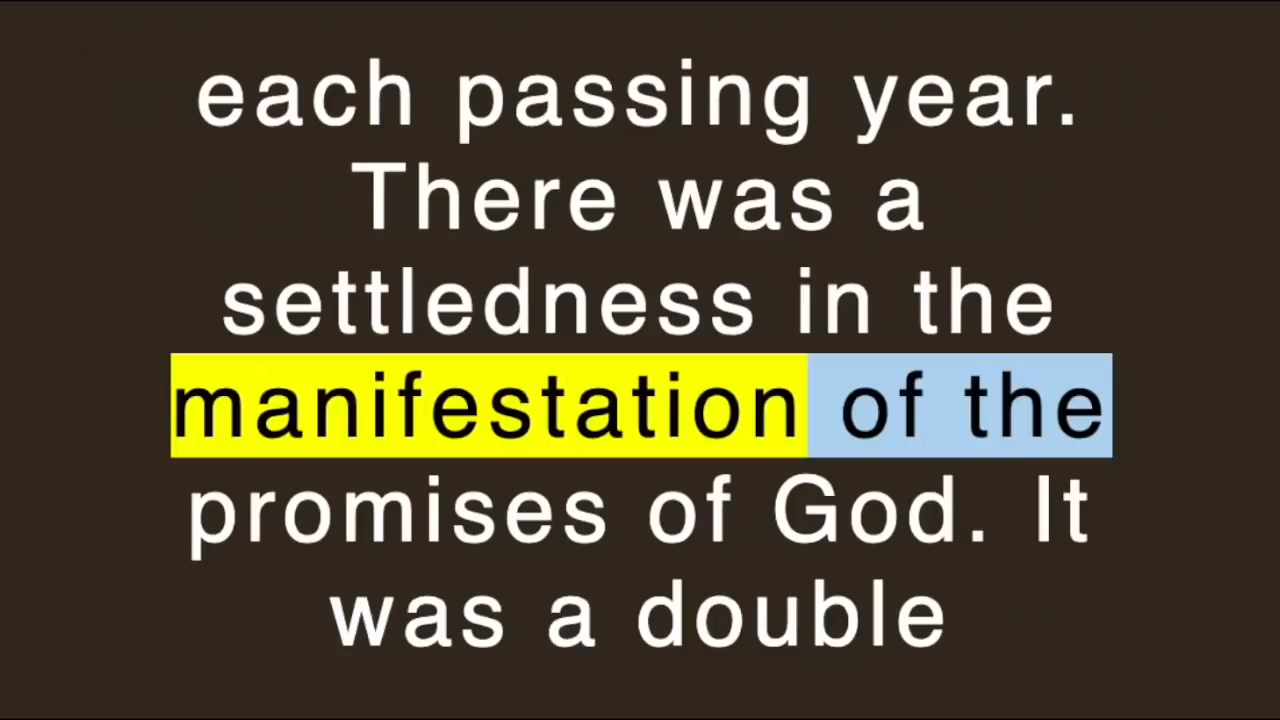 each passing year.
There was a
settledness in the
manifestation of the
promises of God. It
was a double